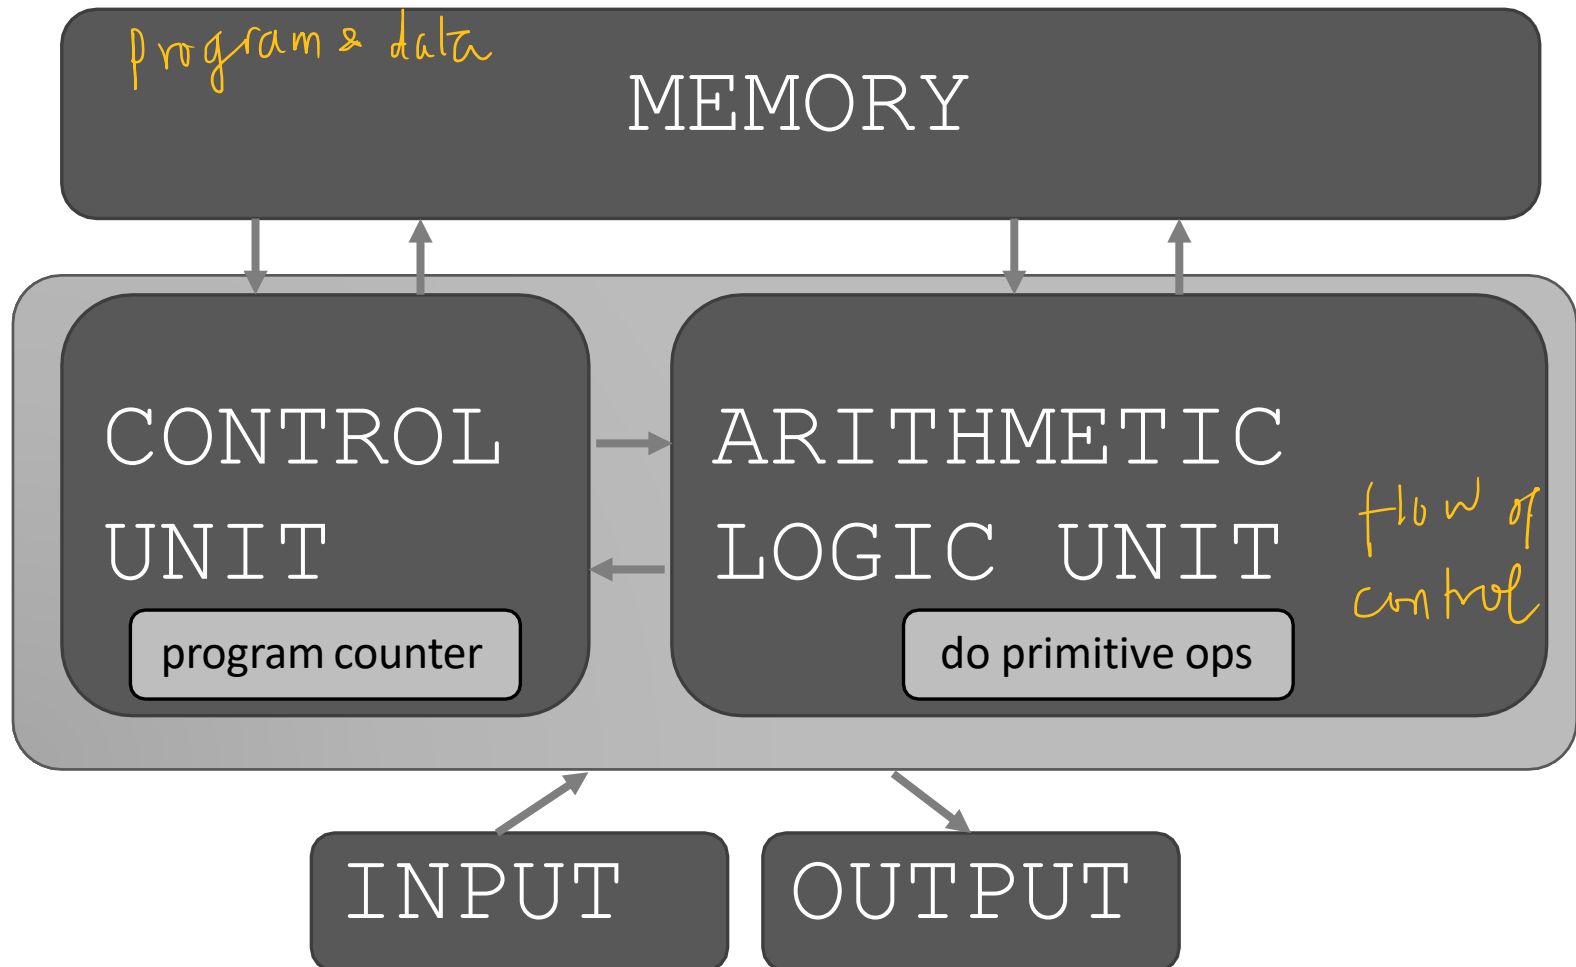 program & data
MEMORY
CONTROL
UNIT
program counter
ARITHMETIC
LOGIC UNIT
flow of
control
do primitive ops
INPUT
OUTPUT